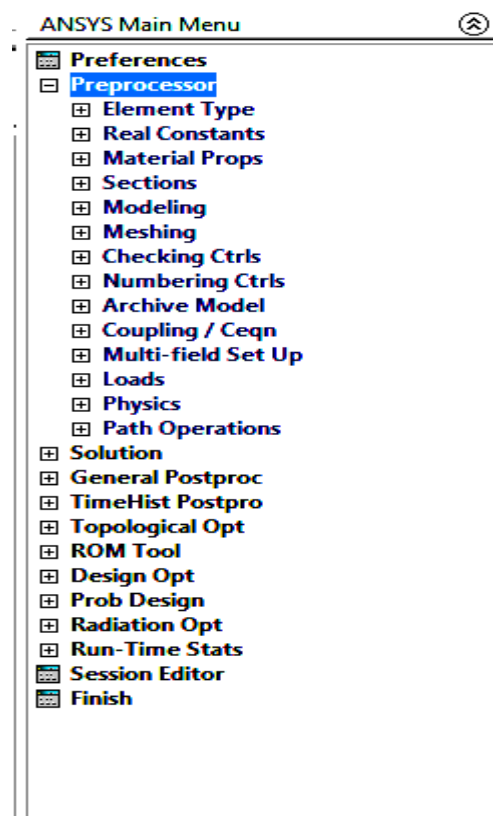 ANSYS Main Menu
Preferences
Preprocessor
Element Type
Real Constants
Material Props
Sections
Modeling
Meshing
Checking Ctrls
Numbering Ctrls
Archive Model
Coupling / Ceqn
Multi-field Set Up
Loads
Physics
Path Operations
Solution
General Postproc
TimeHist Postpro
Topological Opt
ROM Tool
Design Opt
Prob Design
Radiation Opt
Run-Time Stats
Session Editor
Finish